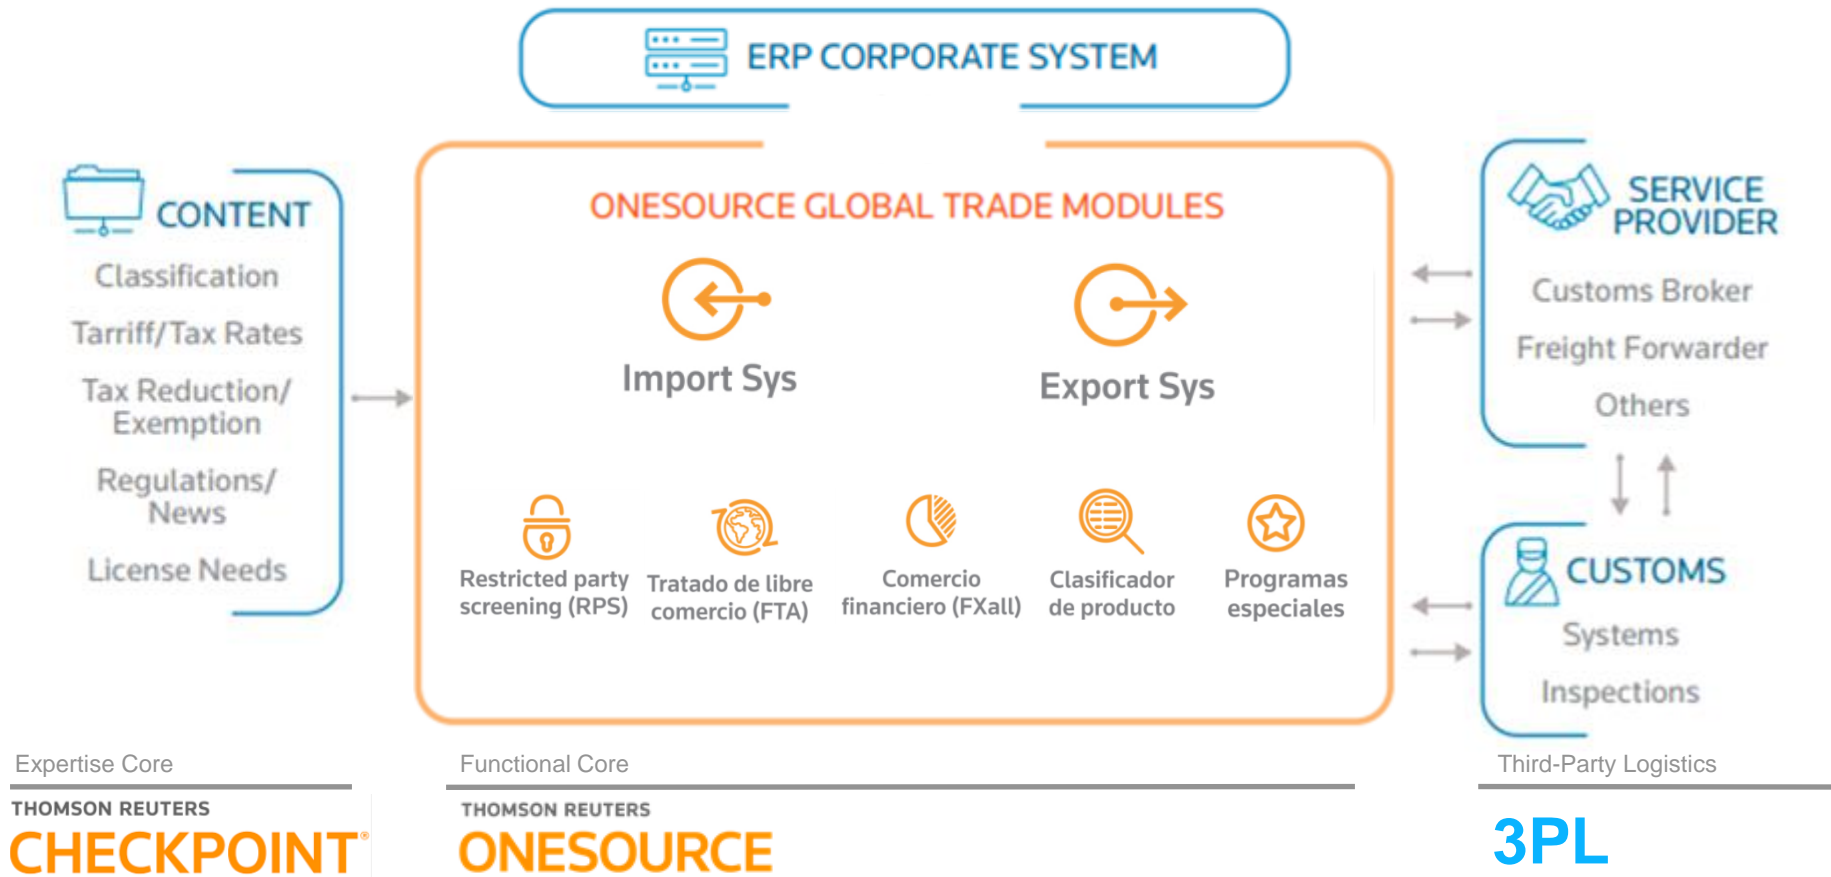 ERP CORPORATE SYSTEM
CONTENT
Classification
Tarriff/Tax Rates
Tax Reduction/
Exemption
Regulations/
News
License Needs
ONESOURCE GLOBAL TRADE MODULES
Import Sys
Export Sys
Restricted party
screening (RPS)
Tratado de libre
comercio (FTA)
Comercio
financiero (FXall)
Clasificador
de producto
Programas
especiales
SERVICE
PROVIDER
Customs Broker
Freight Forwarder
Others
CUSTOMS
Systems
Inspections
Expertise Core
THOMSON REUTERS
CHECKPOINT®
Functional Core
THOMSON REUTERS
ONESOURCE
Third-Party Logistics
3PL